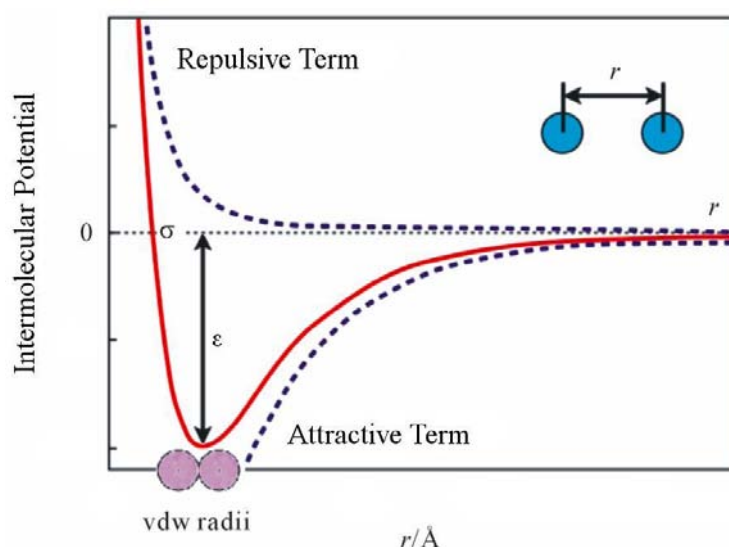 Repulsive Term
r
Intermolecular Potential
r
0
σ
ε
Attractive Term
vdw radii
r/Å